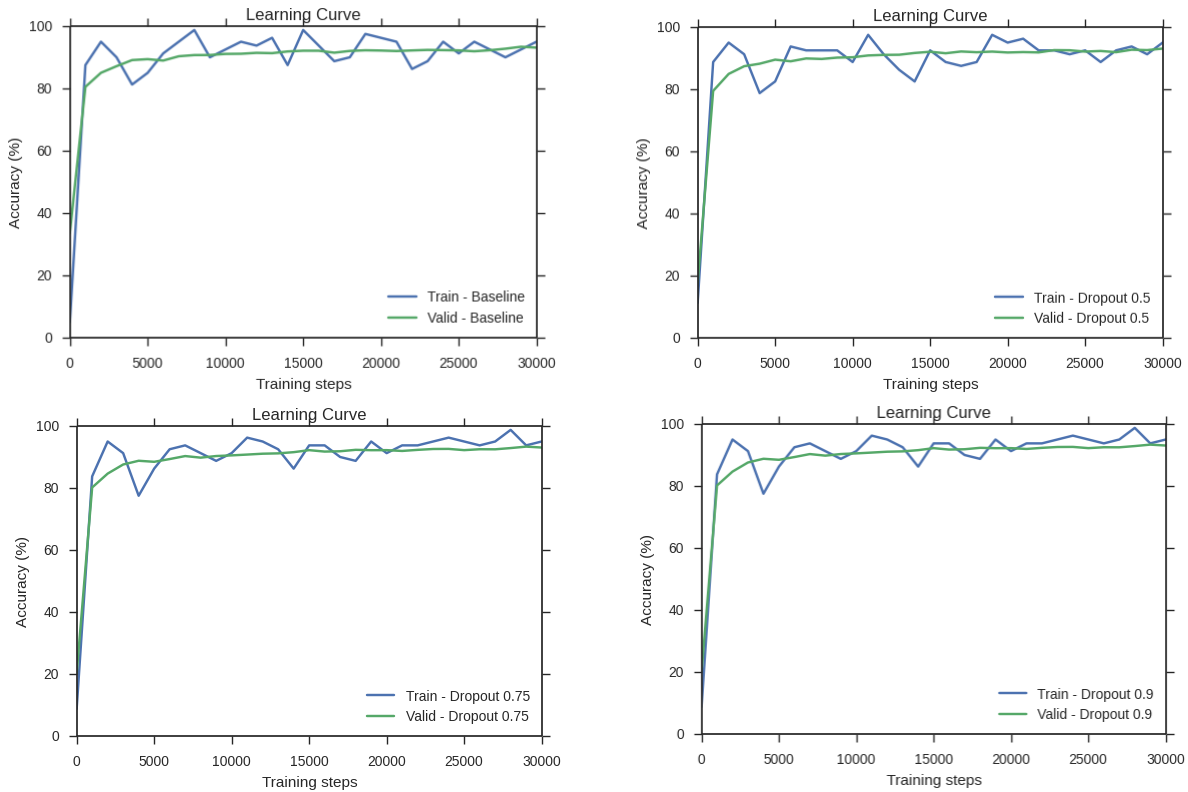 Learning Curve
100
80
60
40
20
0
Accuracy (%)
Train - Baseline
Valid - Baseline
0 5000 10000 15000 20000 25000 30000
Training steps
Learning Curve
100
80
60
40
20
0
Accuracy (%)
Train - Dropout 0.5
Valid - Dropout 0.5
0 5000 10000 15000 20000 25000 30000
Training steps
Learning Curve
100
80
60
40
20
0
Accuracy (%)
Train - Dropout 0.75
Valid - Dropout 0.75
0 5000 10000 15000 20000 25000 30000
Training steps
Learning Curve
100
80
60
40
20
0
Accuracy (%)
Train - Dropout 0.9
Valid - Dropout 0.9
0 5000 10000 15000 20000 25000 30000
Training steps